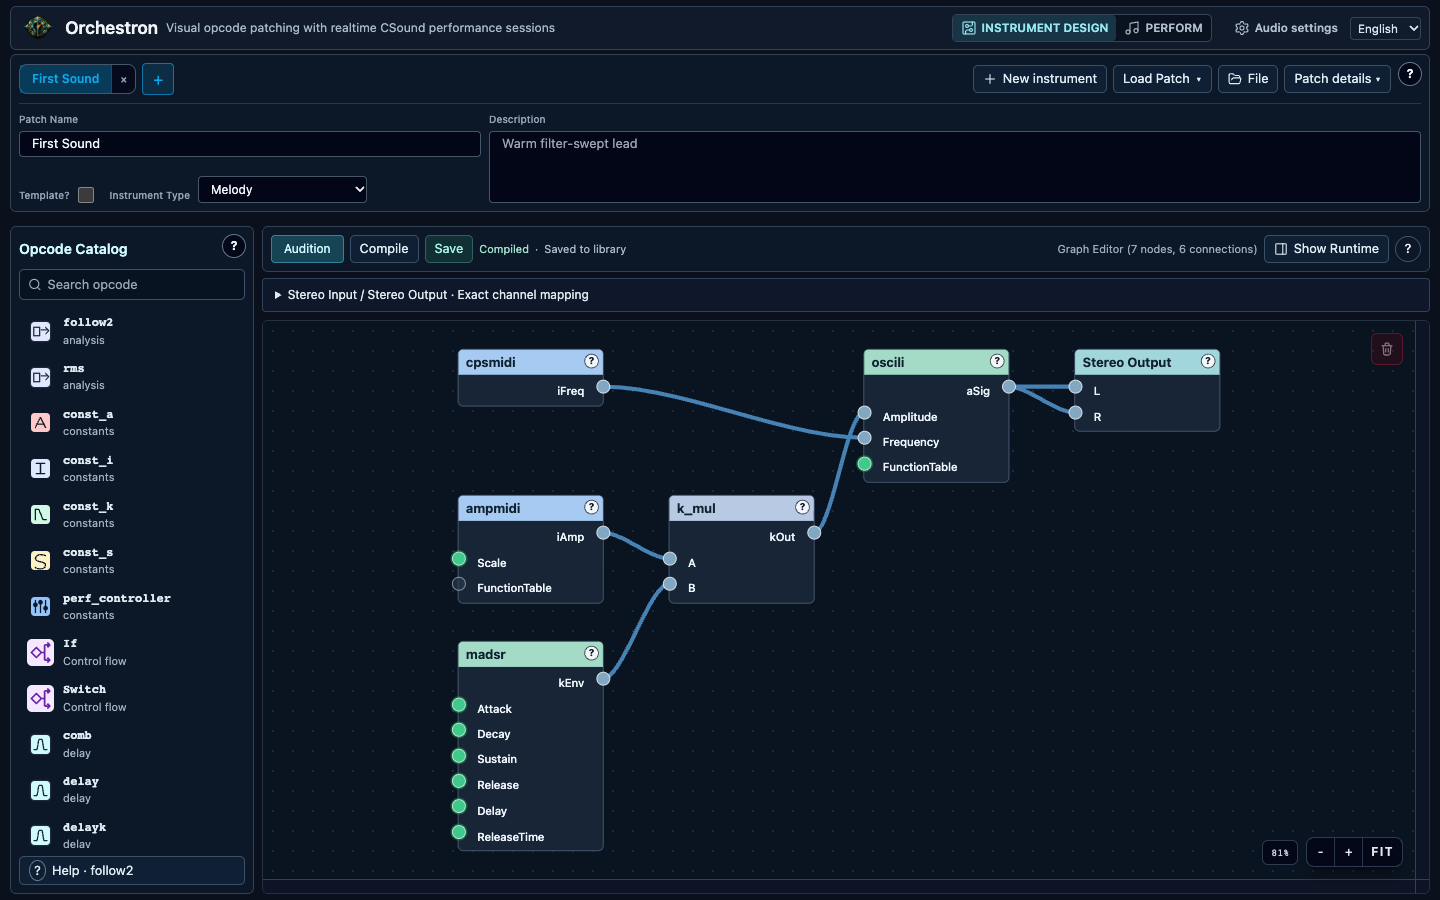 Orchestron Visual opcode patching with realtime CSound performance sessions
INSTRUMENT DESIGN PERFORM Audio settings English
First Sound × +
New instrument Load Patch File Patch details ?
Patch Name
First Sound
Description
Warm filter-swept lead
Template? Instrument Type Melody
Opcode Catalog ?
Search opcode
follow2
analysis
rms
analysis
const_a
constants
const_i
constants
const_k
constants
const_s
constants
perf_controller
constants
If
Control flow
Switch
Control flow
comb
delay
delay
delay
delayk
delay
? Help · follow2
Audition Compile Save Compiled · Saved to library
Graph Editor (7 nodes, 6 connections) Show Runtime ?
Stereo Input / Stereo Output · Exact channel mapping
cpsmidi ?
iFreq
oscili ?
aSig
Amplitude
Frequency
FunctionTable
Stereo Output ?
L
R
ampmidi ?
iAmp
Scale
FunctionTable
k_mul ?
kOut
A
B
madsr ?
kEnv
Attack
Decay
Sustain
Release
Delay
ReleaseTime
81% - + FIT